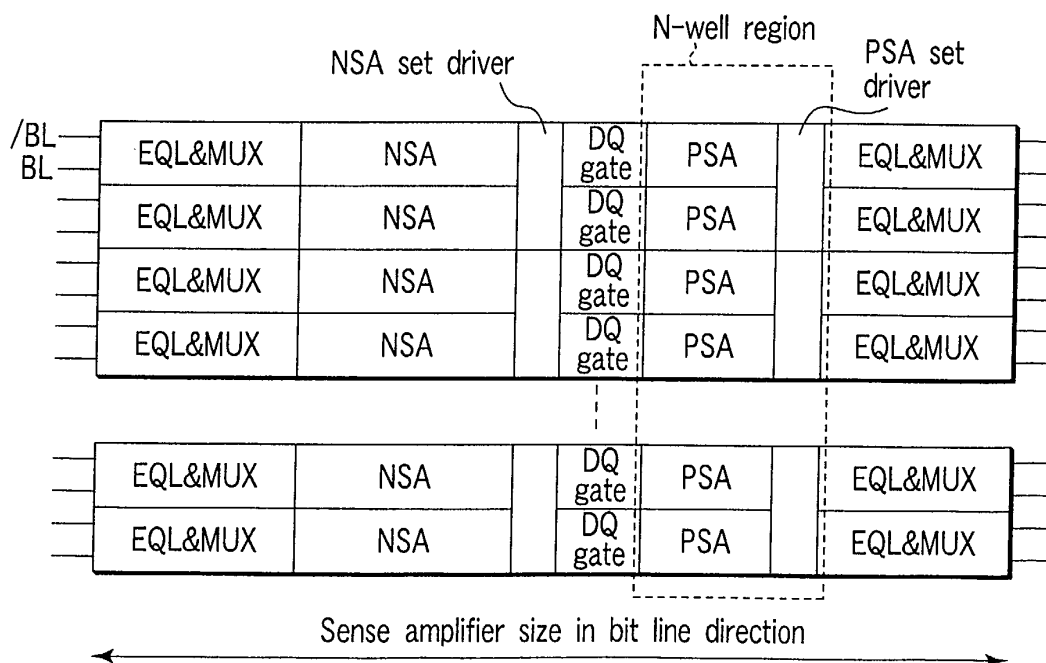 N-well region
NSA set driver
PSA set
driver
/BL
BL
EQL&MUX NSA DQ gate PSA EQL&MUX
EQL&MUX NSA DQ gate PSA EQL&MUX
EQL&MUX NSA DQ gate PSA EQL&MUX
EQL&MUX NSA DQ gate PSA EQL&MUX
EQL&MUX NSA DQ gate PSA EQL&MUX
EQL&MUX NSA DQ gate PSA EQL&MUX
Sense amplifier size in bit line direction